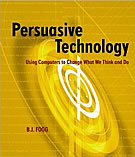 Persuasive
Technology
Using Computers to Change What We Think and Do
B.J. FOGG